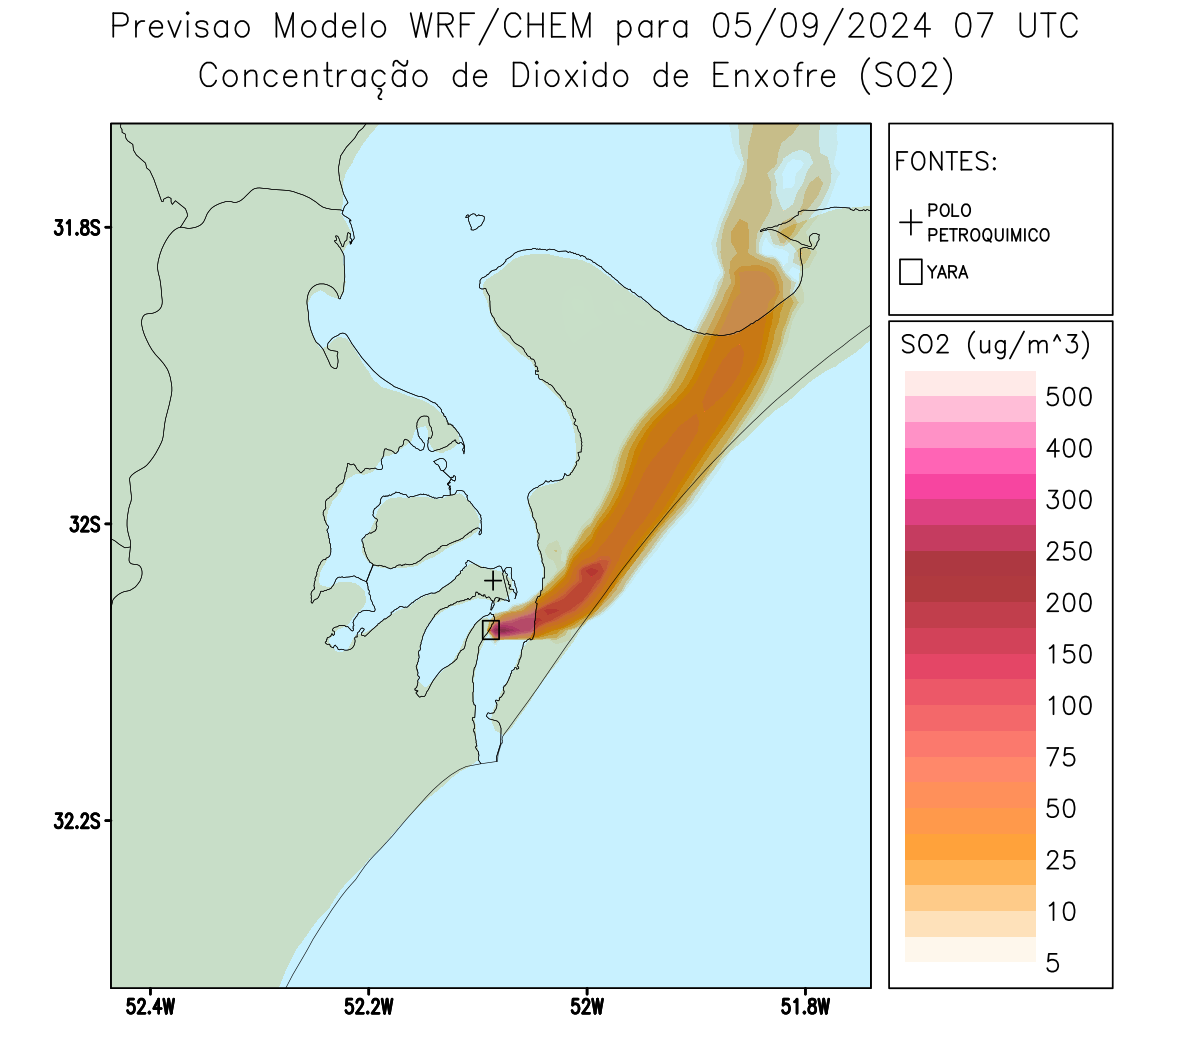 Previsao Modelo WRF/CHEM para 05/09/2024 07 UTC
Concentração de Dioxido de Enxofre (SO2)
FONTES:
POLO
PETROQUIMICO
YARA
SO2 (ug/m^3)
500
400
300
250
200
150
100
75
50
25
10
5
31.8S
32S
32.2S
52.4W
52.2W
52W
51.8W